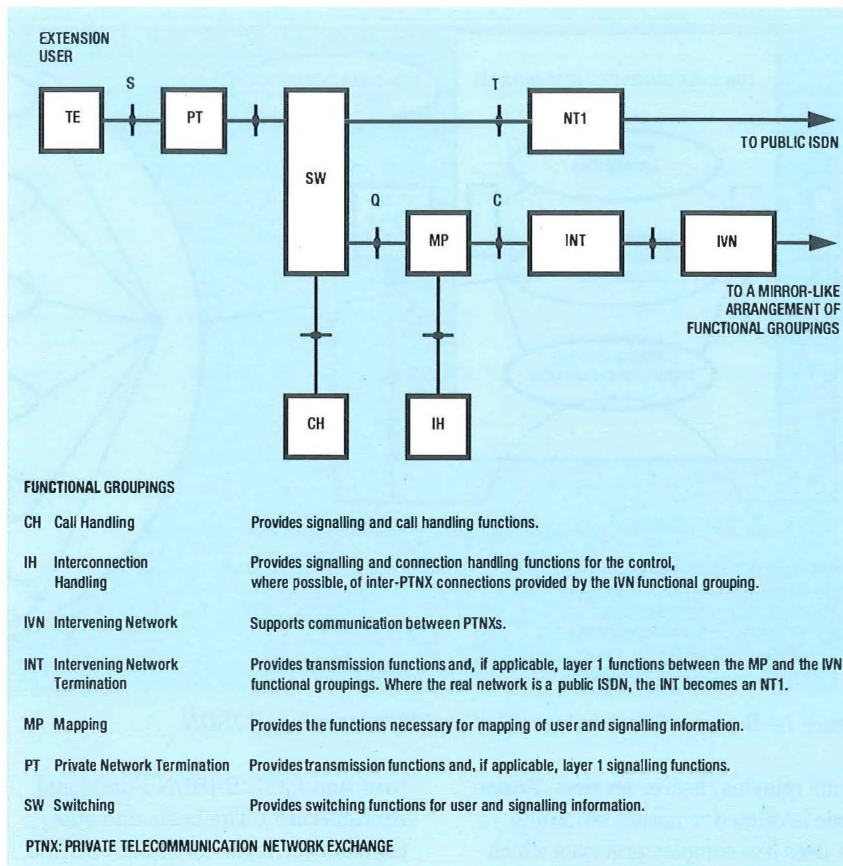 EXTENSION
USER
S
T
TE
PT
NT1
TO PUBLIC ISDN
SW
Q
C
MP
INT
IVN
TO A MIRROR-LIKE
ARRANGEMENT OF
FUNCTIONAL GROUPINGS
CH
IH
FUNCTIONAL GROUPINGS
CH Call Handling Provides signalling and call handling functions.
IH Interconnection Provides signalling and connection handling functions for the control,
Handling where possible, of inter-PTNX connections provided by the IVN functional grouping.
IVN Intervening Network Supports communication between PTNXs.
INT Intervening Network Provides transmission functions and, if applicable, layer 1 functions between the MP and the IVN
Termination functional groupings. Where the real network is a public ISDN, the INT becomes an NT1.
MP Mapping Provides the functions necessary for mapping of user and signalling information.
PT Private Network Termination Provides transmission functions and, if applicable, layer 1 signalling functions.
SW Switching Provides switching functions for user and signalling information.
PTNX: PRIVATE TELECOMMUNICATION NETWORK EXCHANGE